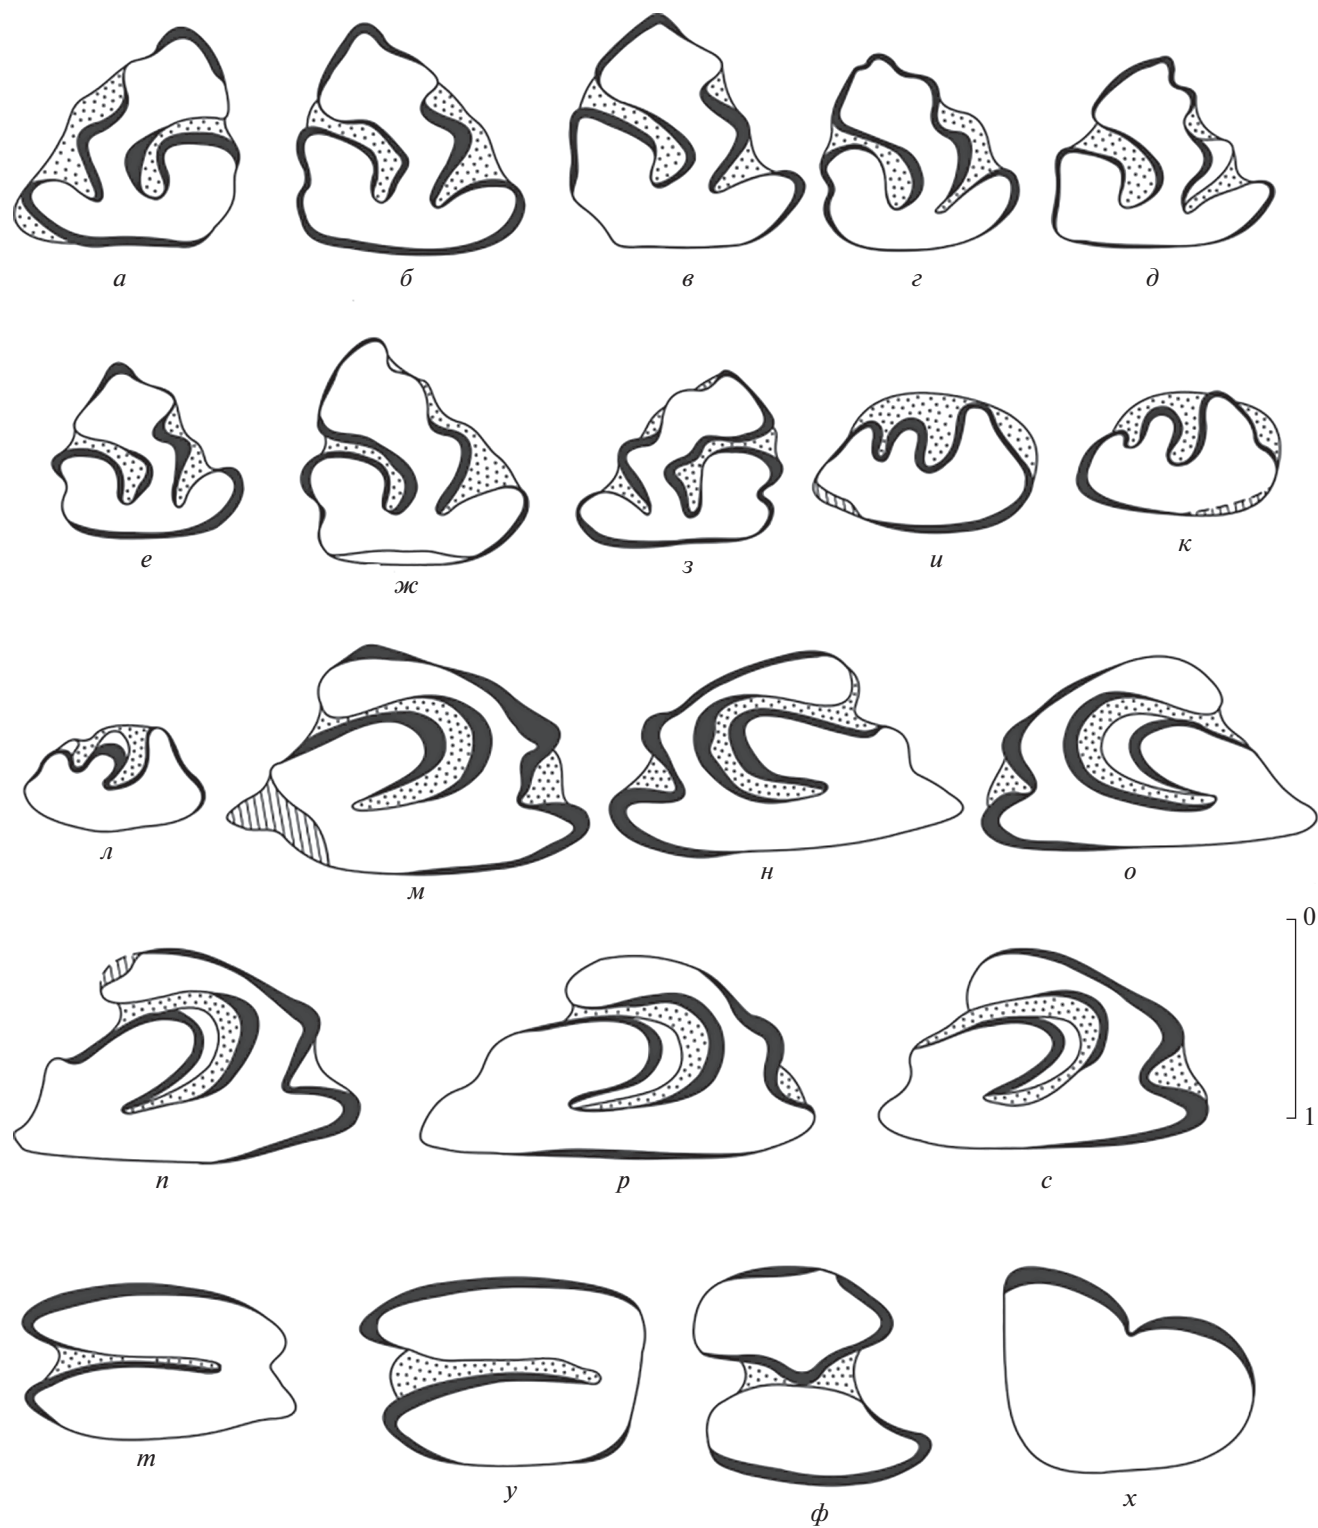 а б в г д
е ж з и к
л м н о
0
1
п р с
т у ф х